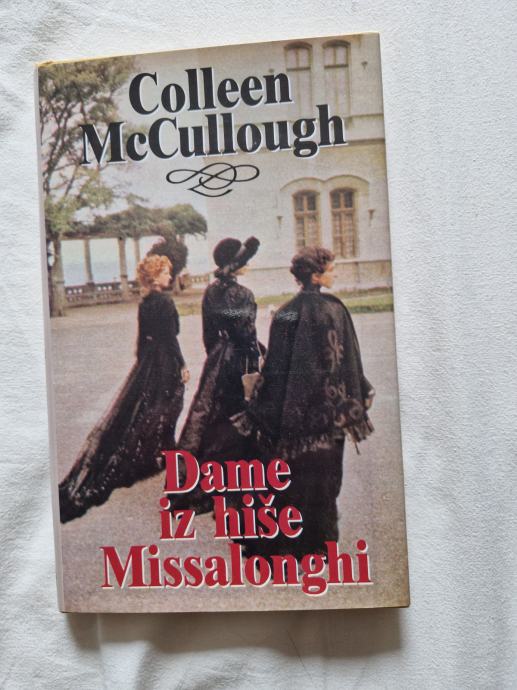 Colleen
McCullough
Dame
iz hiše
Missalonghi